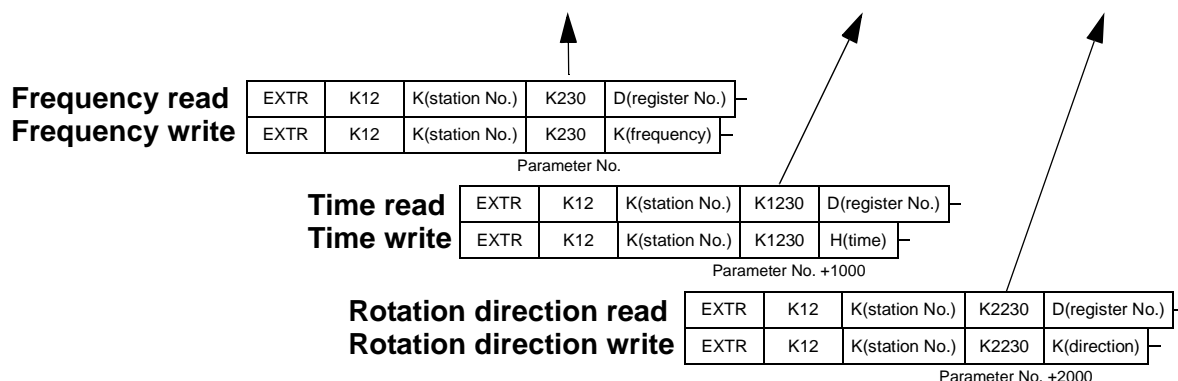 Frequency read EXTR K12 K(station No.) K230 D(register No.)
Frequency write EXTR K12 K(station No.) K230 K(frequency)
Parameter No.
Time read EXTR K12 K(station No.) K1230 D(register No.)
Time write EXTR K12 K(station No.) K1230 H(time)
Parameter No. +1000
Rotation direction read EXTR K12 K(station No.) K2230 D(register No.)
Rotation direction write EXTR K12 K(station No.) K2230 K(direction)
Parameter No. +2000